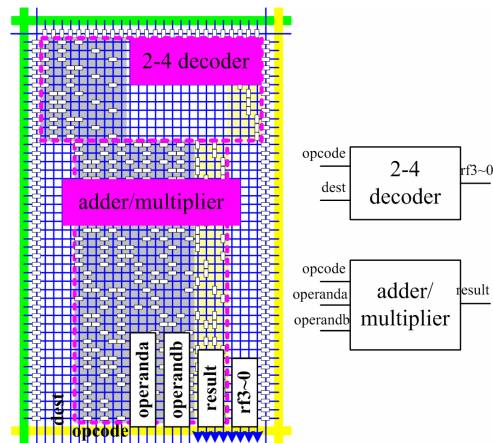 2-4 decoder
adder/multiplier
dest
opcode
operanda
operandb
result
rf3~0
opcode
dest
2-4
decoder
rf3~0
opcode
operanda
operandb
adder/
multiplier
result